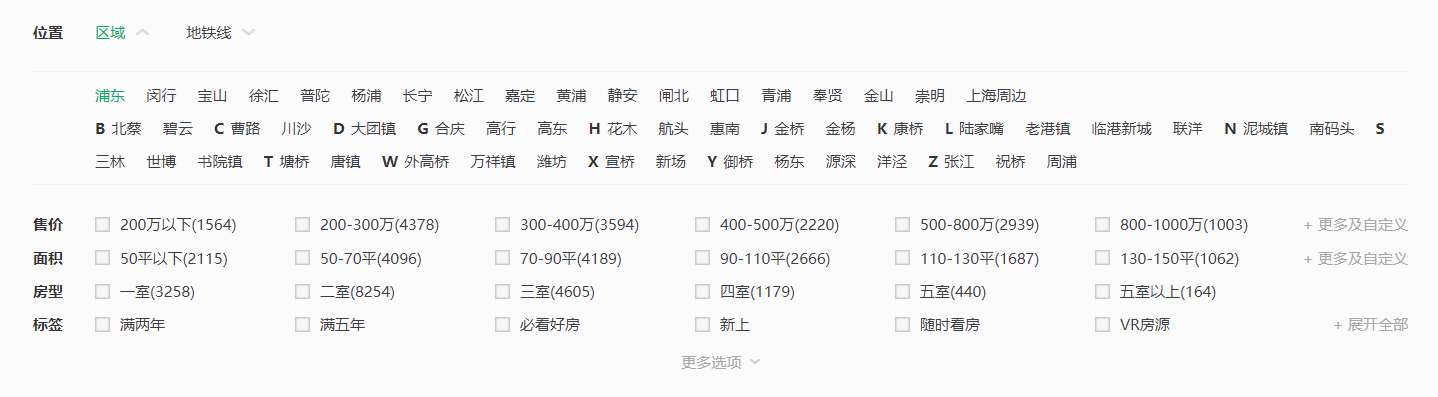 位置 区域 地铁线
浦东 闵行 宝山 徐汇 普陀 杨浦 长宁 松江 嘉定 黄浦 静安 闸北 虹口 青浦 奉贤 金山 崇明 上海周边
B 北蔡 碧云 C 曹路 川沙 D 大团镇 G 合庆 高行 高东 H 花木 航头 惠南 J 金桥 金杨 K 康桥 L 陆家嘴 老港镇 临港新城 联洋 N 泥城镇 南码头 S
三林 世博 书院镇 T 塘桥 唐镇 W 外高桥 万祥镇 潍坊 X 宣桥 新场 Y 御桥 杨东 源深 洋泾 Z 张江 祝桥 周浦
售价 200万以下(1564) 200-300万(4378) 300-400万(3594) 400-500万(2220) 500-800万(2939) 800-1000万(1003) + 更多及自定义
面积 50平以下(2115) 50-70平(4096) 70-90平(4189) 90-110平(2666) 110-130平(1687) 130-150平(1062) + 更多及自定义
房型 一室(3258) 二室(8254) 三室(4605) 四室(1179) 五室(440) 五室以上(164)
标签 满两年 满五年 必看好房 新上 随时看房 VR房源 + 展开全部
更多选项